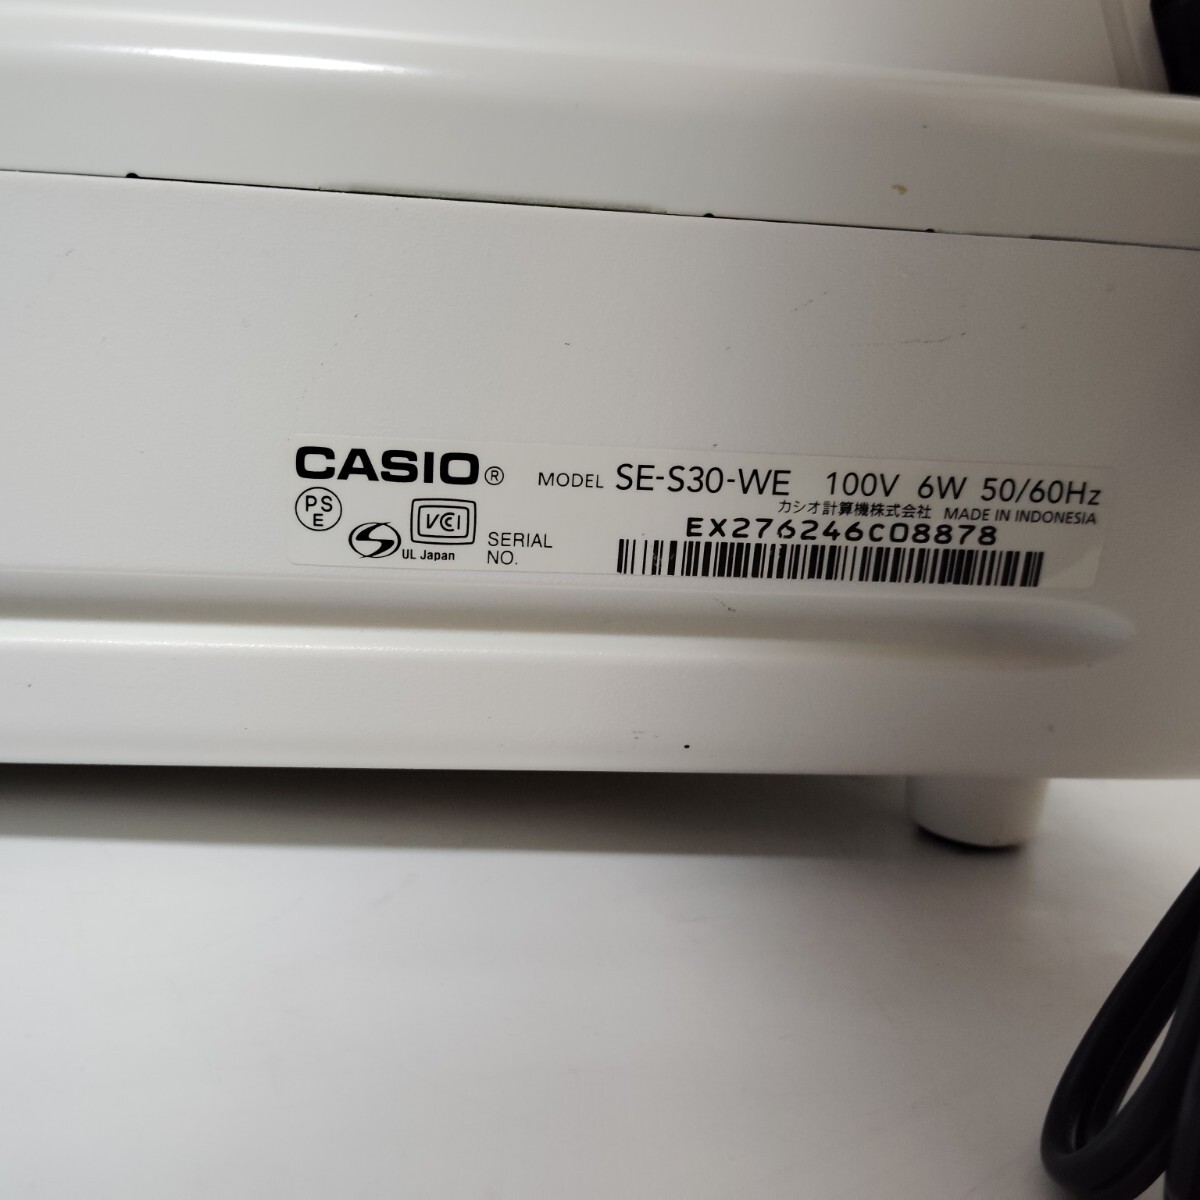 CASIO® MODEL SE-S30-WE 100V 6W 50/60Hz
カシオ計算機株式会社 MADE IN INDONESIA
PS
E
VCI
S
UL Japan
SERIAL
NO.
EX276246C08878